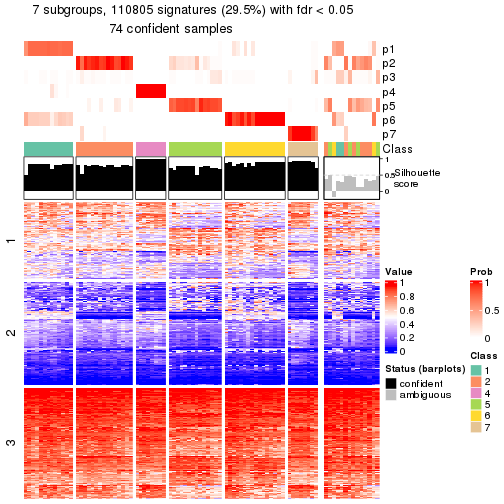 7 subgroups, 110805 signatures (29.5%) with fdr < 0.05
74 confident samples
p1
p2
p3
p4
p5
p6
p7
Class
1
0.5
0
Silhouette
score
1
2
3
Value
1
0.8
0.6
0.4
0.2
0
Status (barplots)
confident
ambiguous
Prob
1
0.5
0
Class
1
2
4
5
6
7